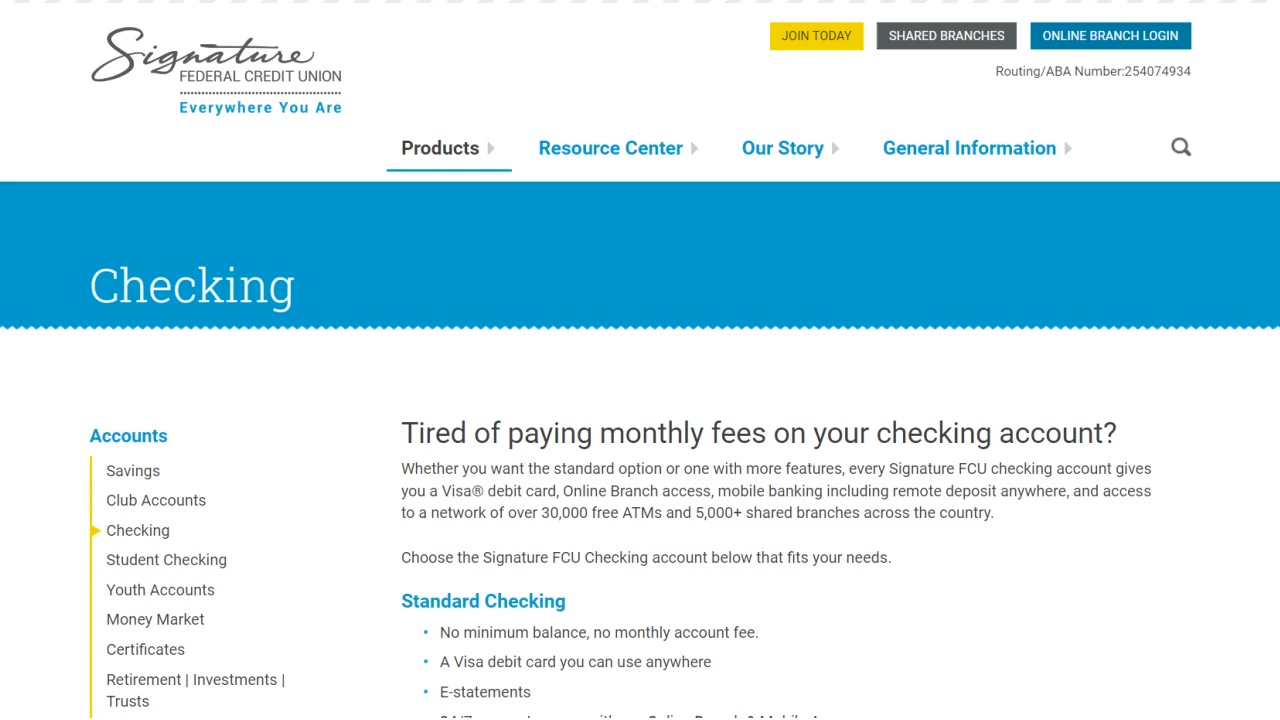 Signature
FEDERAL CREDIT UNION
Everywhere You Are
JOIN TODAY
SHARED BRANCHES
ONLINE BRANCH LOGIN
Routing/ABA Number:254074934
Products
Resource Center
Our Story
General Information
Checking
Accounts
Savings
Club Accounts
Checking
Student Checking
Youth Accounts
Money Market
Certificates
Retirement | Investments |
Trusts
Tired of paying monthly fees on your checking account?
Whether you want the standard option or one with more features, every Signature FCU checking account gives
you a Visa® debit card, Online Branch access, mobile banking including remote deposit anywhere, and access
to a network of over 30,000 free ATMs and 5,000+ shared branches across the country.
Choose the Signature FCU Checking account below that fits your needs.
Standard Checking
No minimum balance, no monthly account fee.
A Visa debit card you can use anywhere
E-statements